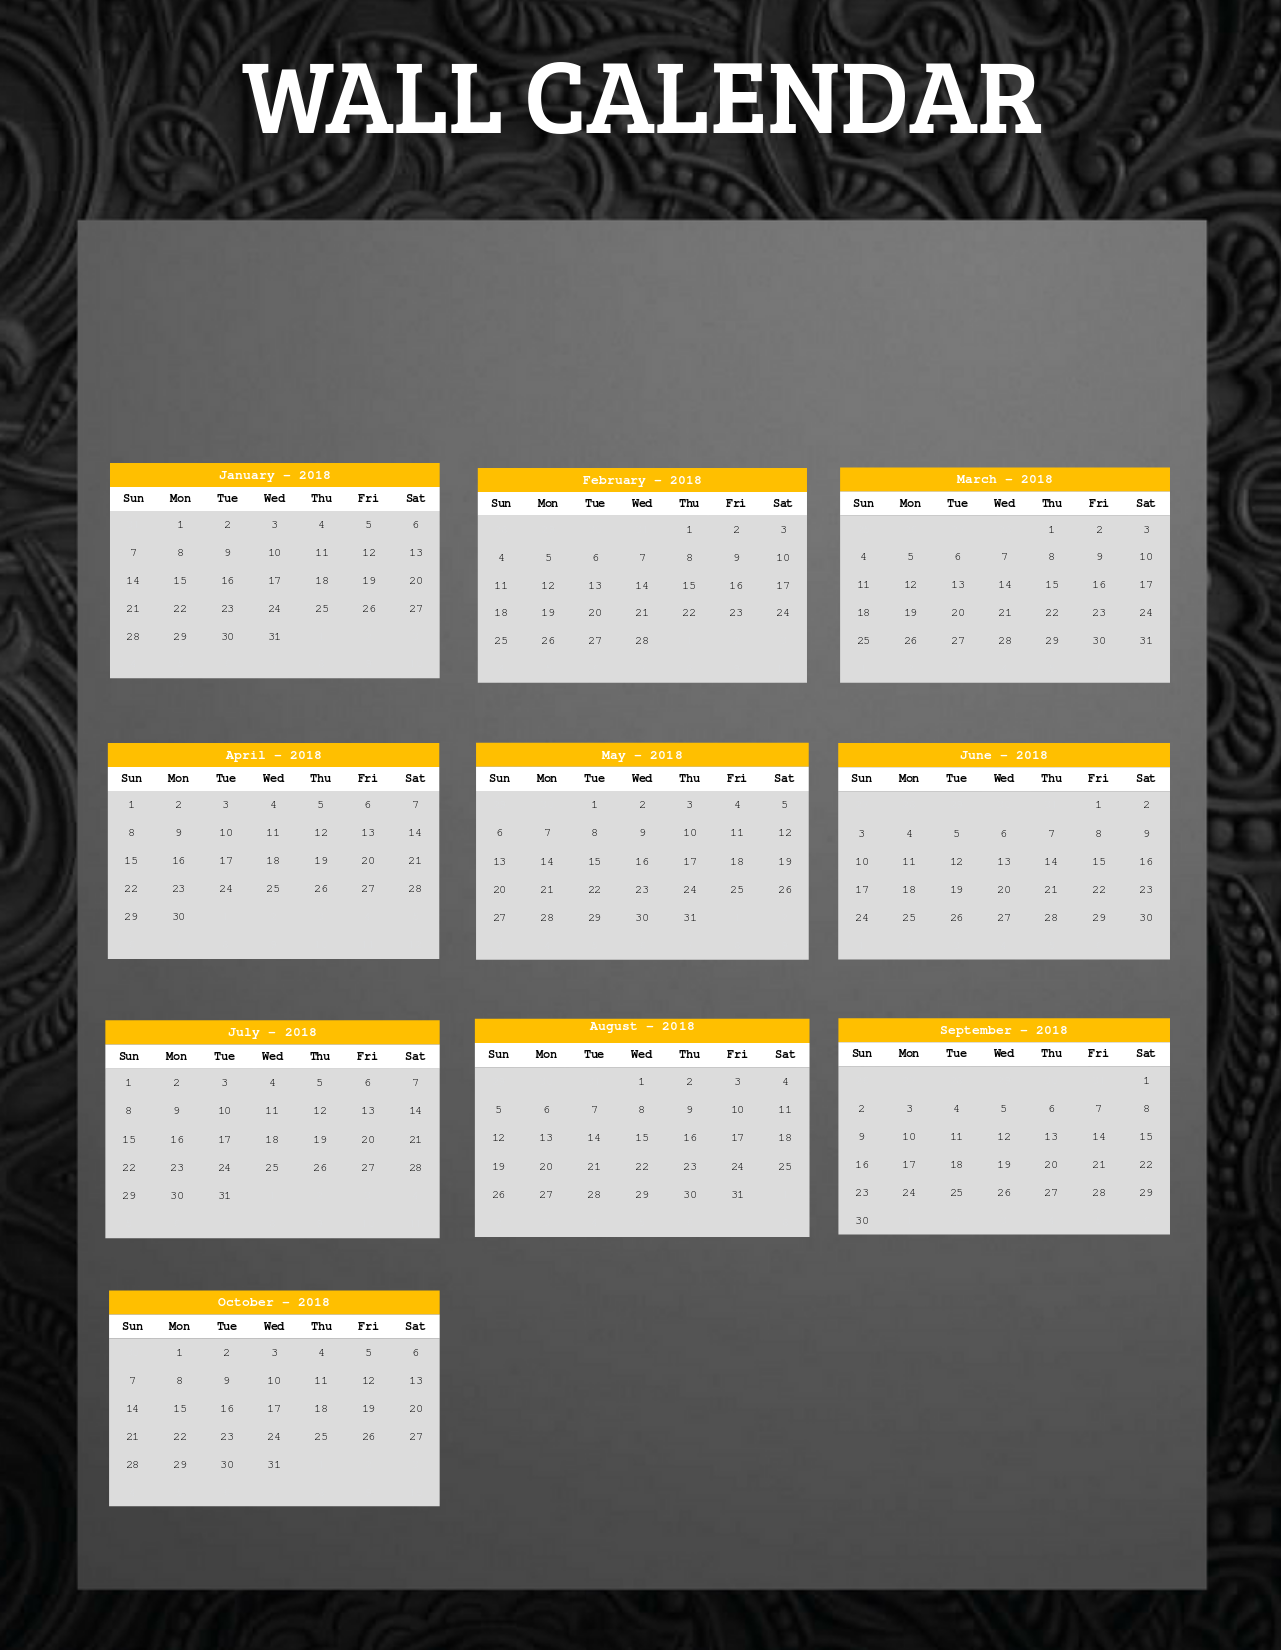 WALL CALENDAR
January - 2018
Sun Mon Tue Wed Thu Fri Sat
1 2 3 4 5 6
7 8 9 10 11 12 13
14 15 16 17 18 19 20
21 22 23 24 25 26 27
28 29 30 31
February - 2018
Sun Mon Tue Wed Thu Fri Sat
1 2 3
4 5 6 7 8 9 10
11 12 13 14 15 16 17
18 19 20 21 22 23 24
25 26 27 28
March - 2018
Sun Mon Tue Wed Thu Fri Sat
1 2 3
4 5 6 7 8 9 10
11 12 13 14 15 16 17
18 19 20 21 22 23 24
25 26 27 28 29 30 31
April - 2018
Sun Mon Tue Wed Thu Fri Sat
1 2 3 4 5 6 7
8 9 10 11 12 13 14
15 16 17 18 19 20 21
22 23 24 25 26 27 28
29 30
May - 2018
Sun Mon Tue Wed Thu Fri Sat
1 2 3 4 5
6 7 8 9 10 11 12
13 14 15 16 17 18 19
20 21 22 23 24 25 26
27 28 29 30 31
June - 2018
Sun Mon Tue Wed Thu Fri Sat
1 2
3 4 5 6 7 8 9
10 11 12 13 14 15 16
17 18 19 20 21 22 23
24 25 26 27 28 29 30
July - 2018
Sun Mon Tue Wed Thu Fri Sat
1 2 3 4 5 6 7
8 9 10 11 12 13 14
15 16 17 18 19 20 21
22 23 24 25 26 27 28
29 30 31
August - 2018
Sun Mon Tue Wed Thu Fri Sat
1 2 3 4
5 6 7 8 9 10 11
12 13 14 15 16 17 18
19 20 21 22 23 24 25
26 27 28 29 30 31
September - 2018
Sun Mon Tue Wed Thu Fri Sat
1
2 3 4 5 6 7 8
9 10 11 12 13 14 15
16 17 18 19 20 21 22
23 24 25 26 27 28 29
30
October - 2018
Sun Mon Tue Wed Thu Fri Sat
1 2 3 4 5 6
7 8 9 10 11 12 13
14 15 16 17 18 19 20
21 22 23 24 25 26 27
28 29 30 31